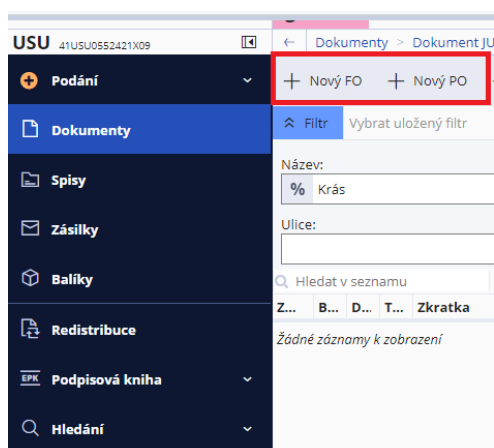 USU 41USU0552421X09
← Dokumenty > Dokument JU
Podání
+ Nový FO + Nový PO
Dokumenty
Filtr Vybrat uložený filtr
Spisy
Název:
% Krás
Zásilky
Ulice:
Balíky
Hledat v seznamu
Z... B... D... T... Zkratka
Redistribuce
Žádné záznamy k zobrazení
EPK Podpisová kniha
Hledání